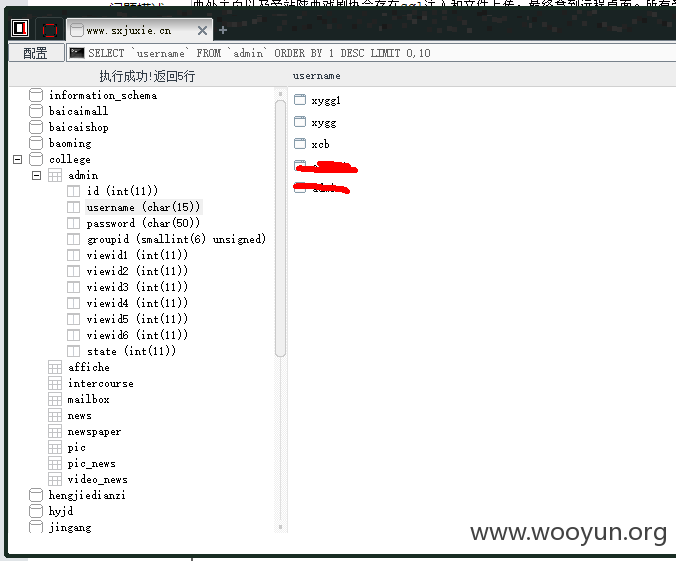 www.sxjuxie.cn
配置
SELECT `username` FROM `admin` ORDER BY 1 DESC LIMIT 0,10
执行成功!返回5行
username
information_schema
baicaimall
baicaishop
baoming
college
admin
id (int(11))
username (char(15))
password (char(50))
groupid (smallint(6) unsigned)
viewid1 (int(11))
viewid2 (int(11))
viewid3 (int(11))
viewid4 (int(11))
viewid5 (int(11))
viewid6 (int(11))
state (int(11))
affiche
intercourse
mailbox
news
newspaper
pic
pic_news
video_news
hengjiedianzi
hyjd
jingang
xygg1
xygg
xcb
www.wooyun.org